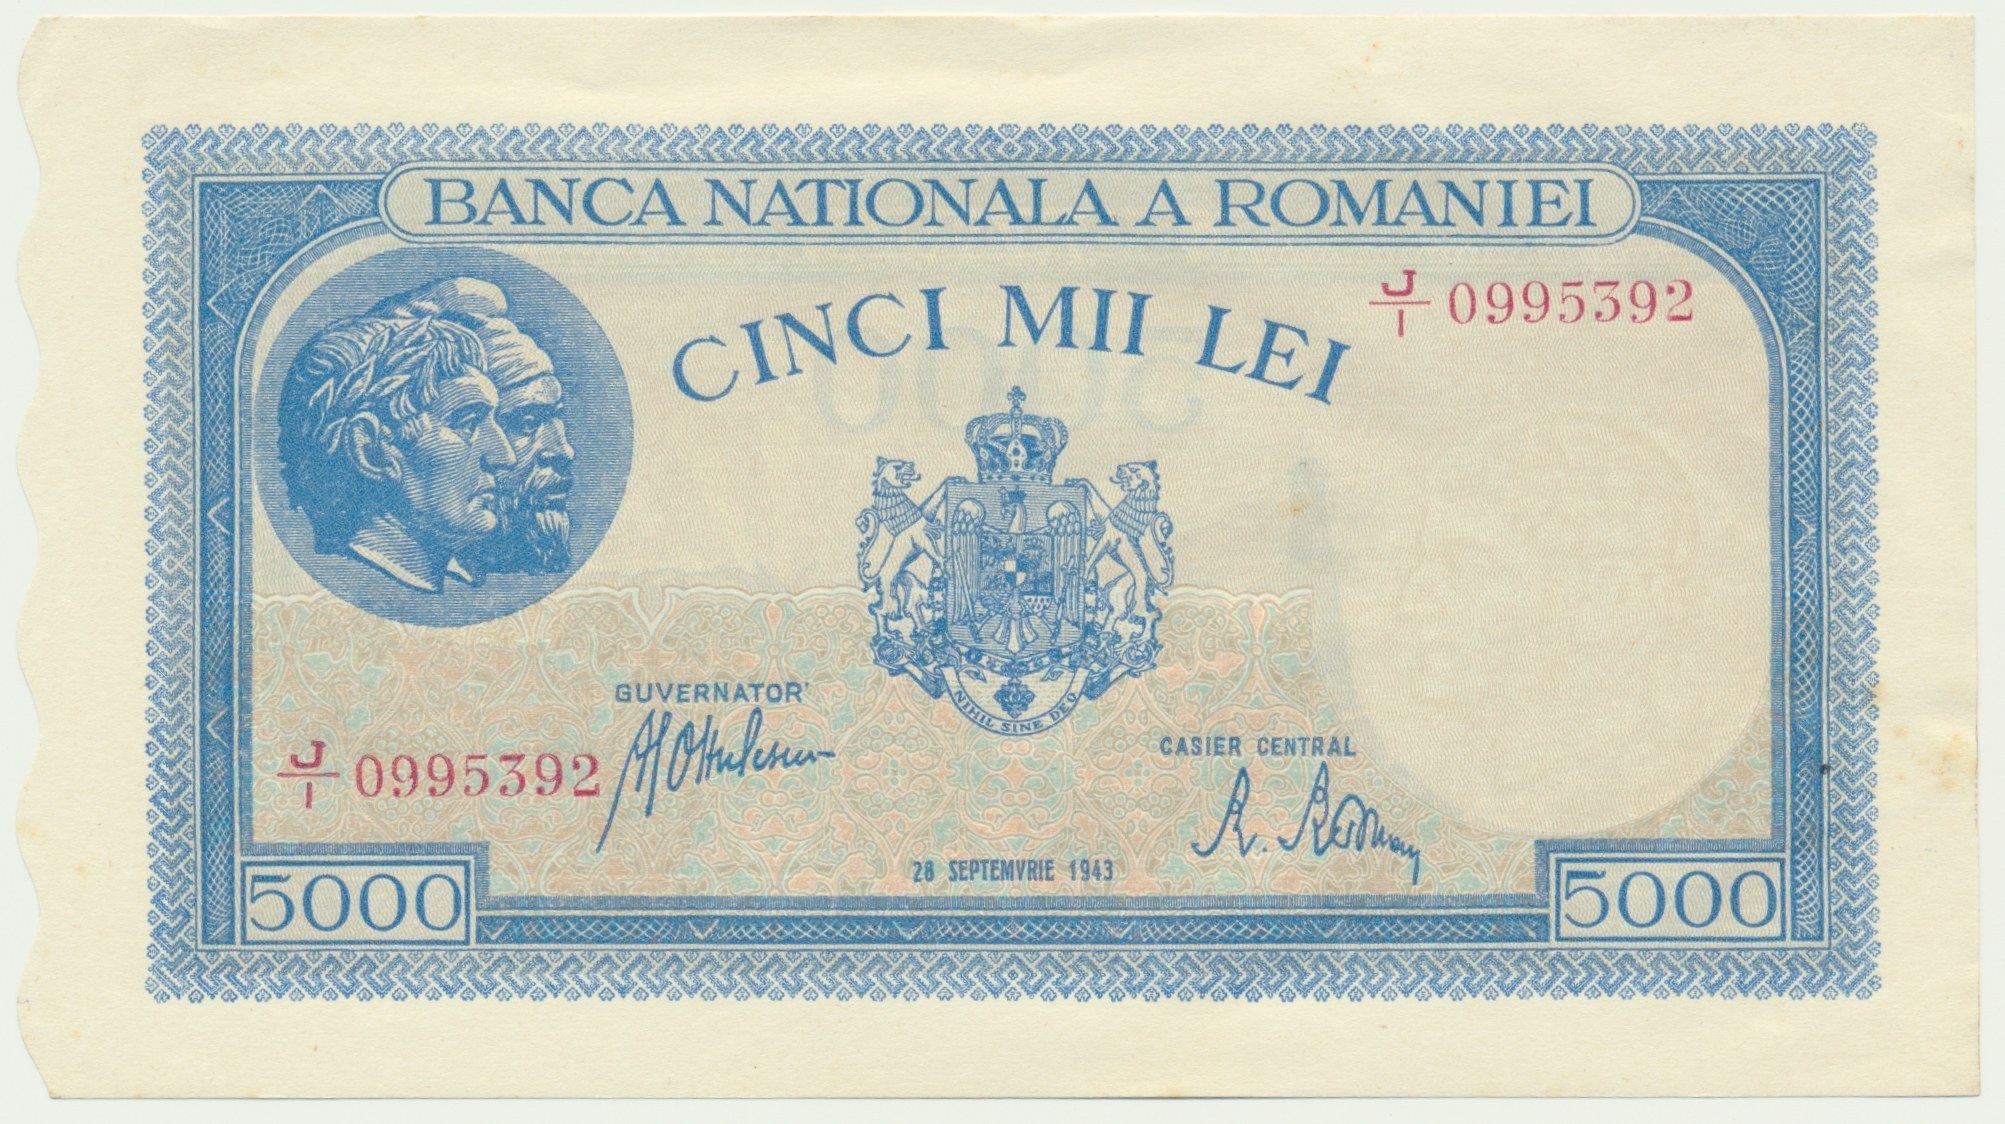 BANCA NATIONALA A ROMANIEI
CINCI MII LEI
J/1 0995392
NIHIL SINE DEO
GUVERNATOR
CASIER CENTRAL
J/1 0995392
28 SEPTEMVRIE 1943
5000
5000